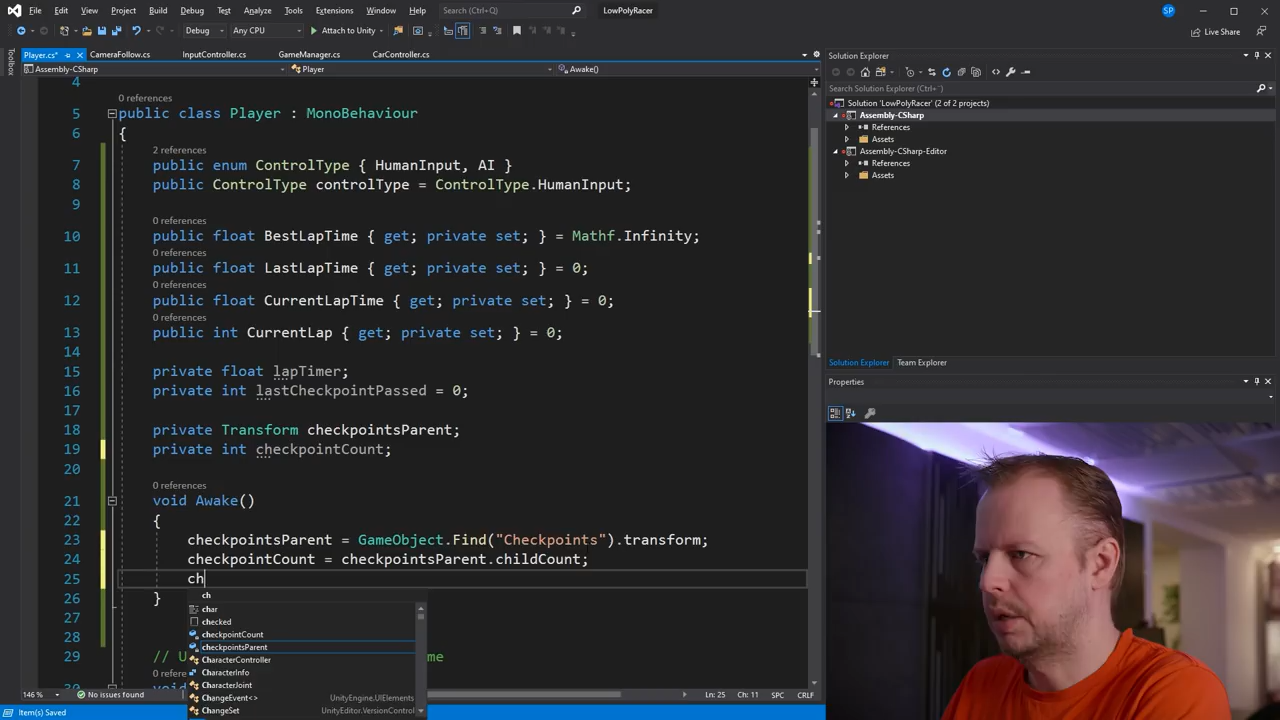 File Edit View Git Project Build Debug Test Analyze Tools Extensions Window Help Search (Ctrl+Q) LowPolyRacer SP
Debug Any CPU Attach to Unity Live Share
Toolbox
Player.cs* CameraFollow.cs InputController.cs GameManager.cs CarController.cs
Assembly-CSharp Player Awake()
4
0 references
5 public class Player : MonoBehaviour
6 {
2 references
7 public enum ControlType { HumanInput, AI }
8 public ControlType controlType = ControlType.HumanInput;
9
0 references
10 public float BestLapTime { get; private set; } = Mathf.Infinity;
0 references
11 public float LastLapTime { get; private set; } = 0;
0 references
12 public float CurrentLapTime { get; private set; } = 0;
0 references
13 public int CurrentLap { get; private set; } = 0;
14
15 private float lapTimer;
16 private int lastCheckpointPassed = 0;
17
18 private Transform checkpointsParent;
19 private int checkpointCount;
20
0 references
21 void Awake()
22 {
23 checkpointsParent = GameObject.Find("Checkpoints").transform;
24 checkpointCount = checkpointsParent.childCount;
25 ch
26 }
27
28
29 // U me
0 refe
30 vo
ch
char
checked
checkpointCount
checkpointsParent
CharacterController
CharacterInfo
CharacterJoint
ChangeEvent<> UnityEngine.UIElements
ChangeSet UnityEditor.VersionControl
146 % No issues found Ln: 25 Ch: 11 SPC CRLF
Item(s) Saved
Solution Explorer
Search Solution Explorer (Ctrl+¨)
Solution 'LowPolyRacer' (2 of 2 projects)
Assembly-CSharp
References
Assets
Assembly-CSharp-Editor
References
Assets
Solution Explorer Team Explorer
Properties